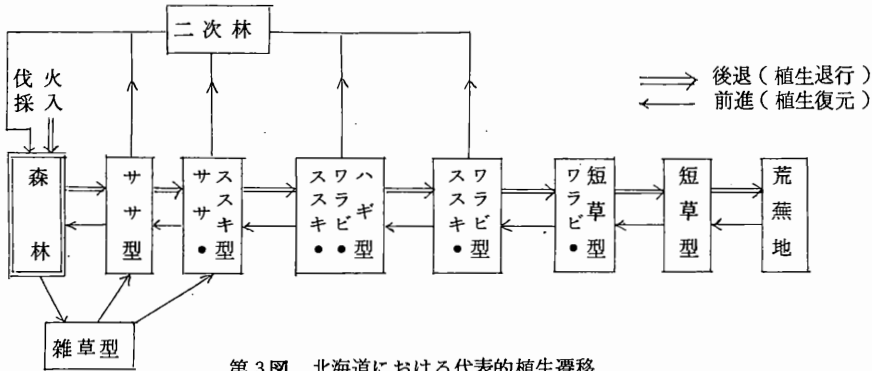 二次林
伐採
火入
後退(植生退行)
前進(植生復元)
森林
ササ型
ササ・
ススキ型
ススキ・
ワラビ・
ハギ型
ススキ・
ワラビ型
ワラビ・
短草型
短草型
荒蕪地
雑草型
第3図 北海道における代表的植生遷移